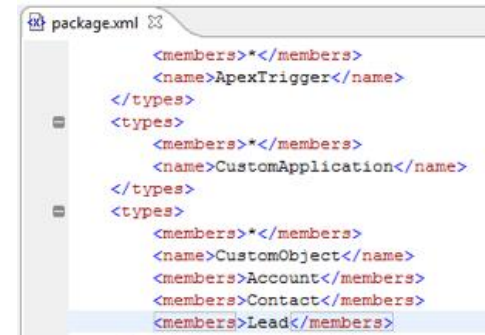 package.xml
<members>*</members>
<name>ApexTrigger</name>
</types>
<types>
<members>*</members>
<name>CustomApplication</name>
</types>
<types>
<members>*</members>
<name>CustomObject</name>
<members>Account</members>
<members>Contact</members>
<members>Lead</members>